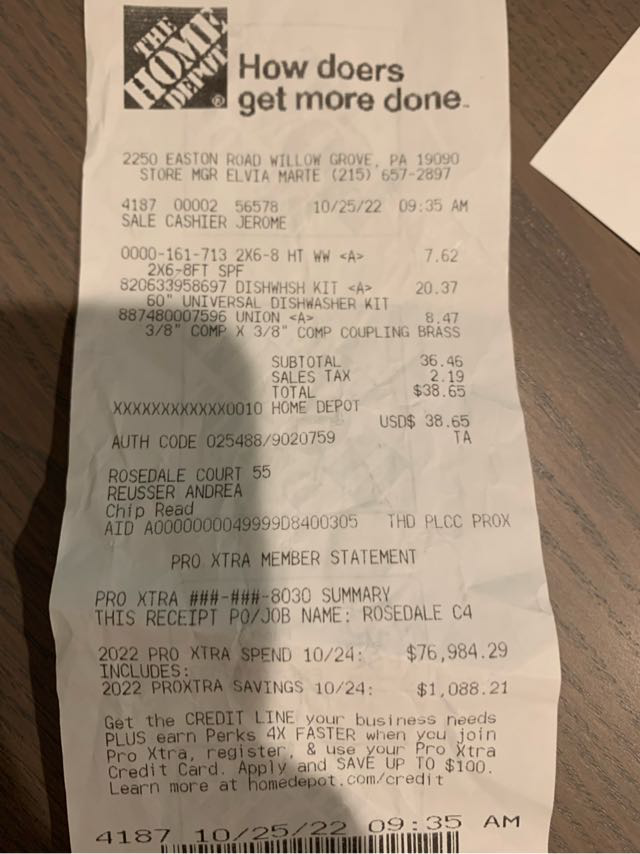 THE
HOME
DEPOT
®
How doers
get more done.
2250 EASTON ROAD WILLOW GROVE, PA 19090
STORE MGR ELVIA MARTE (215) 657-2897
4187 00002 56578 10/25/22 09:35 AM
SALE CASHIER JEROME
0000-161-713 2X6-8 HT WW <A> 7.62
2X6-8FT SPF
820633958697 DISHWHSH KIT <A> 20.37
60" UNIVERSAL DISHWASHER KIT
887480007596 UNION <A> 8.47
3/8" COMP X 3/8" COMP COUPLING BRASS
SUBTOTAL 36.46
SALES TAX 2.19
TOTAL $38.65
XXXXXXXXXXXX0010 HOME DEPOT
USD$ 38.65
AUTH CODE 025488/9020759 TA
ROSEDALE COURT 55
REUSSER ANDREA
Chip Read
AID A0000000049999D8400305 THD PLCC PROX
PRO XTRA MEMBER STATEMENT
PRO XTRA ###-###-8030 SUMMARY
THIS RECEIPT PO/JOB NAME: ROSEDALE C4
2022 PRO XTRA SPEND 10/24: $76,984.29
INCLUDES:
2022 PROXTRA SAVINGS 10/24: $1,088.21
Get the CREDIT LINE your business needs
PLUS earn Perks 4X FASTER when you join
Pro Xtra, register, & use your Pro Xtra
Credit Card. Apply and SAVE UP TO $100.
Learn more at homedepot.com/credit
4187 10/25/22 09:35 AM